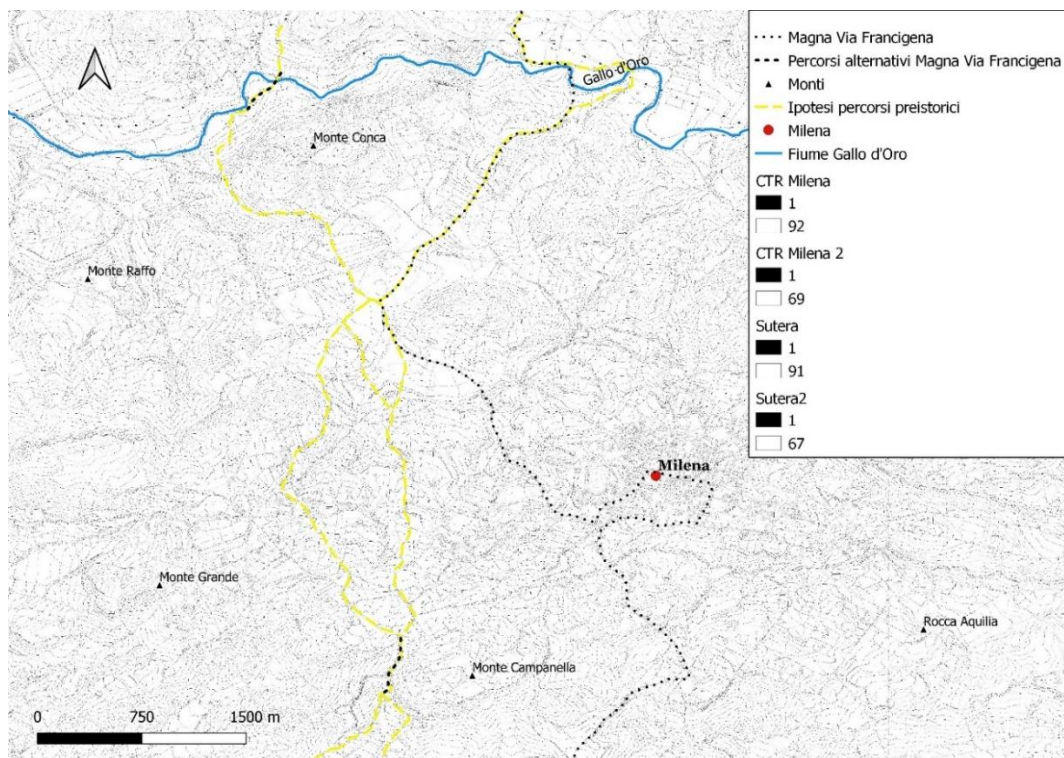 Magna Via Francigena
Percorsi alternativi Magna Via Francigena
Monti
Ipotesi percorsi preistorici
Milena
Fiume Gallo d'Oro
CTR Milena
1
92
CTR Milena 2
1
69
Sutera
1
91
Sutera2
1
67
Gallo d'Oro
Monte Conca
Monte Raffo
Milena
Monte Grande
Rocca Aquilia
Monte Campanella
0 750 1500 m